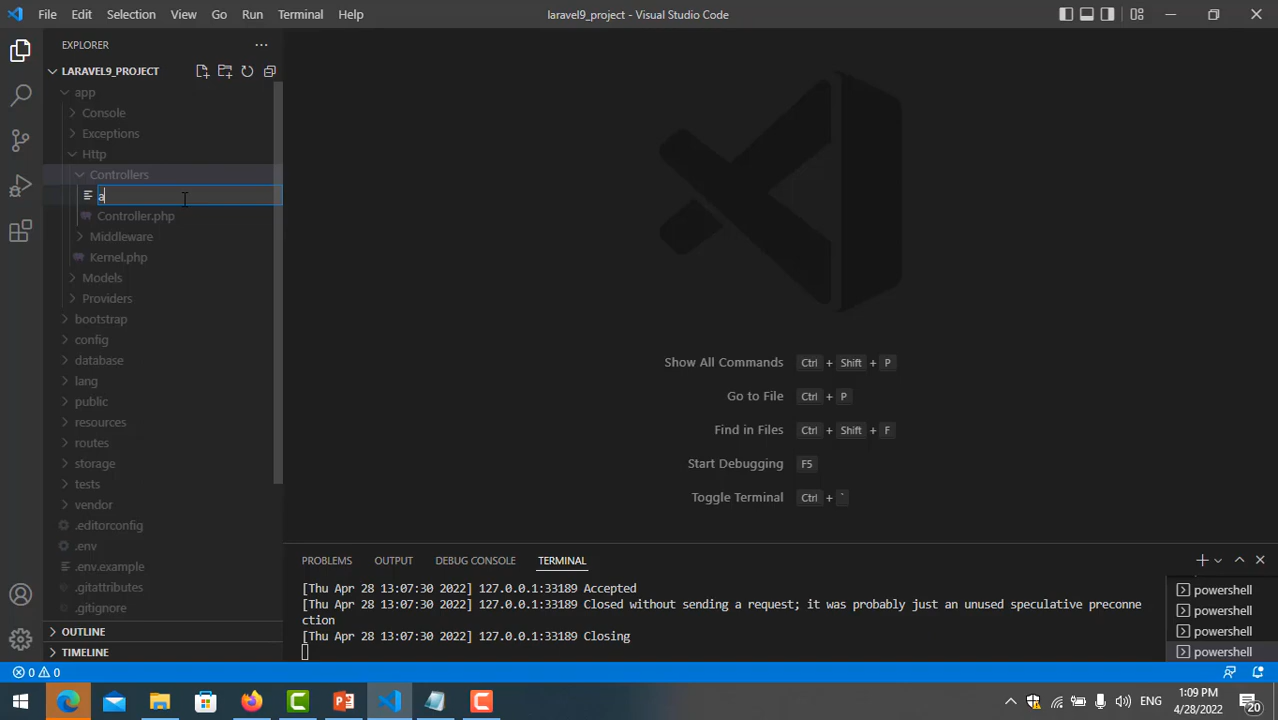 File Edit Selection View Go Run Terminal Help laravel9_project - Visual Studio Code
EXPLORER
LARAVEL9_PROJECT
app
Console
Exceptions
Http
Controllers
a
Controller.php
Middleware
Kernel.php
Models
Providers
bootstrap
config
database
lang
public
resources
routes
storage
tests
vendor
.editorconfig
.env
.env.example
.gitattributes
.gitignore
OUTLINE
TIMELINE
Show All Commands Ctrl + Shift + P
Go to File Ctrl + P
Find in Files Ctrl + Shift + F
Start Debugging F5
Toggle Terminal Ctrl + `
PROBLEMS OUTPUT DEBUG CONSOLE TERMINAL
[Thu Apr 28 13:07:30 2022] 127.0.0.1:33189 Accepted
[Thu Apr 28 13:07:30 2022] 127.0.0.1:33189 Closed without sending a request; it was probably just an unused speculative preconne
ction
[Thu Apr 28 13:07:30 2022] 127.0.0.1:33189 Closing
powershell
powershell
powershell
powershell
0 0
ENG
1:09 PM
4/28/2022
20